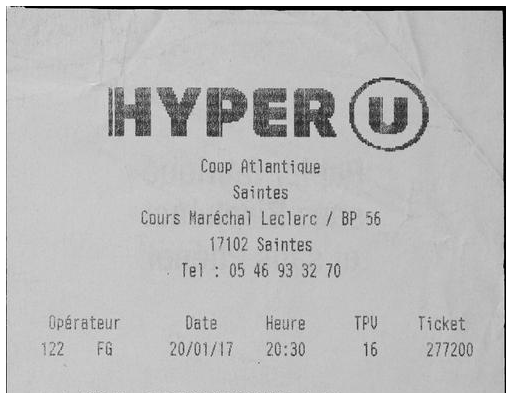 HYPER U
Coop Atlantique
Saintes
Cours Maréchal Leclerc / BP 56
17102 Saintes
Tel : 05 46 93 32 70
Opérateur Date Heure TPV Ticket
122 FG 20/01/17 20:30 16 277200